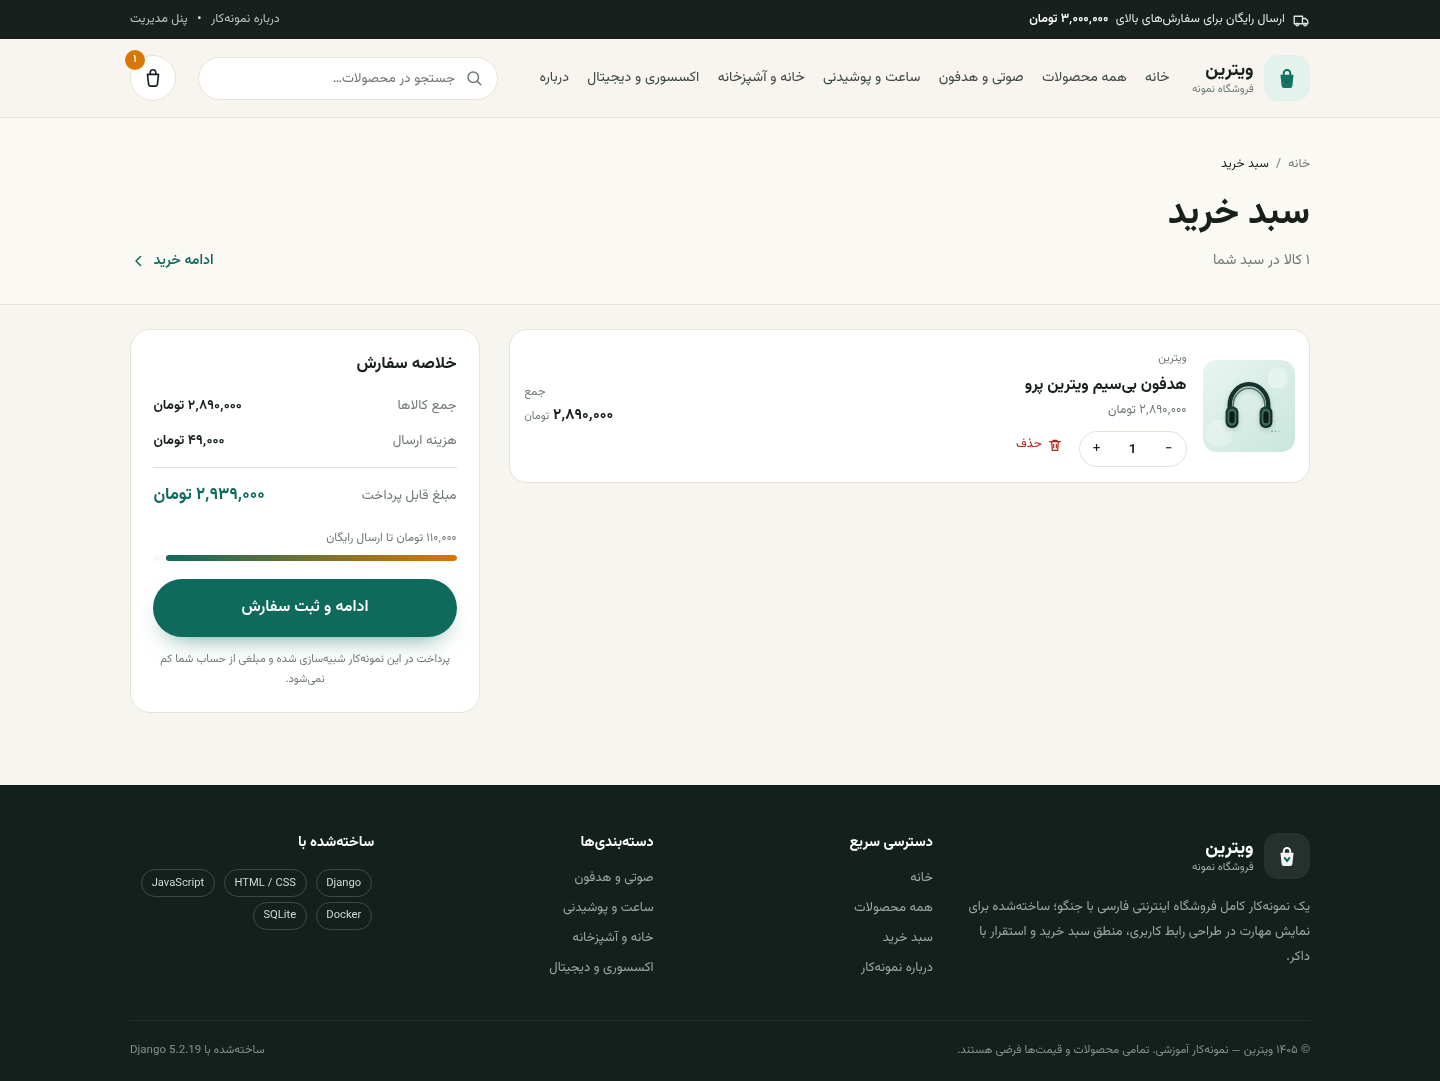 ارسال رایگان برای سفارش‌های بالای ۳,۰۰۰,۰۰۰ تومان
درباره نمونه‌کار • پنل مدیریت
ویترین
فروشگاه نمونه
خانه
همه محصولات
صوتی و هدفون
ساعت و پوشیدنی
خانه و آشپزخانه
اکسسوری و دیجیتال
درباره
جستجو در محصولات...
۱
خانه / سبد خرید
سبد خرید
۱ کالا در سبد شما
ادامه خرید
ویترین
هدفون بی‌سیم ویترین پرو
۲,۸۹۰,۰۰۰ تومان
− 1 +
حذف
جمع
۲,۸۹۰,۰۰۰ تومان
خلاصه سفارش
جمع کالاها ۲,۸۹۰,۰۰۰ تومان
هزینه ارسال ۴۹,۰۰۰ تومان
مبلغ قابل پرداخت ۲,۹۳۹,۰۰۰ تومان
۱۱۰,۰۰۰ تومان تا ارسال رایگان
ادامه و ثبت سفارش
پرداخت در این نمونه‌کار شبیه‌سازی شده و مبلغی از حساب شما کم
نمی‌شود.
ویترین
فروشگاه نمونه
یک نمونه‌کار کامل فروشگاه اینترنتی فارسی با جنگو؛ ساخته‌شده برای
نمایش مهارت در طراحی رابط کاربری، منطق سبد خرید و استقرار با
داکر.
دسترسی سریع
خانه
همه محصولات
سبد خرید
درباره نمونه‌کار
دسته‌بندی‌ها
صوتی و هدفون
ساعت و پوشیدنی
خانه و آشپزخانه
اکسسوری و دیجیتال
ساخته‌شده با
Django
HTML / CSS
JavaScript
Docker
SQLite
© ۱۴۰۵ ویترین — نمونه‌کار آموزشی. تمامی محصولات و قیمت‌ها فرضی هستند.
ساخته‌شده با Django 5.2.19